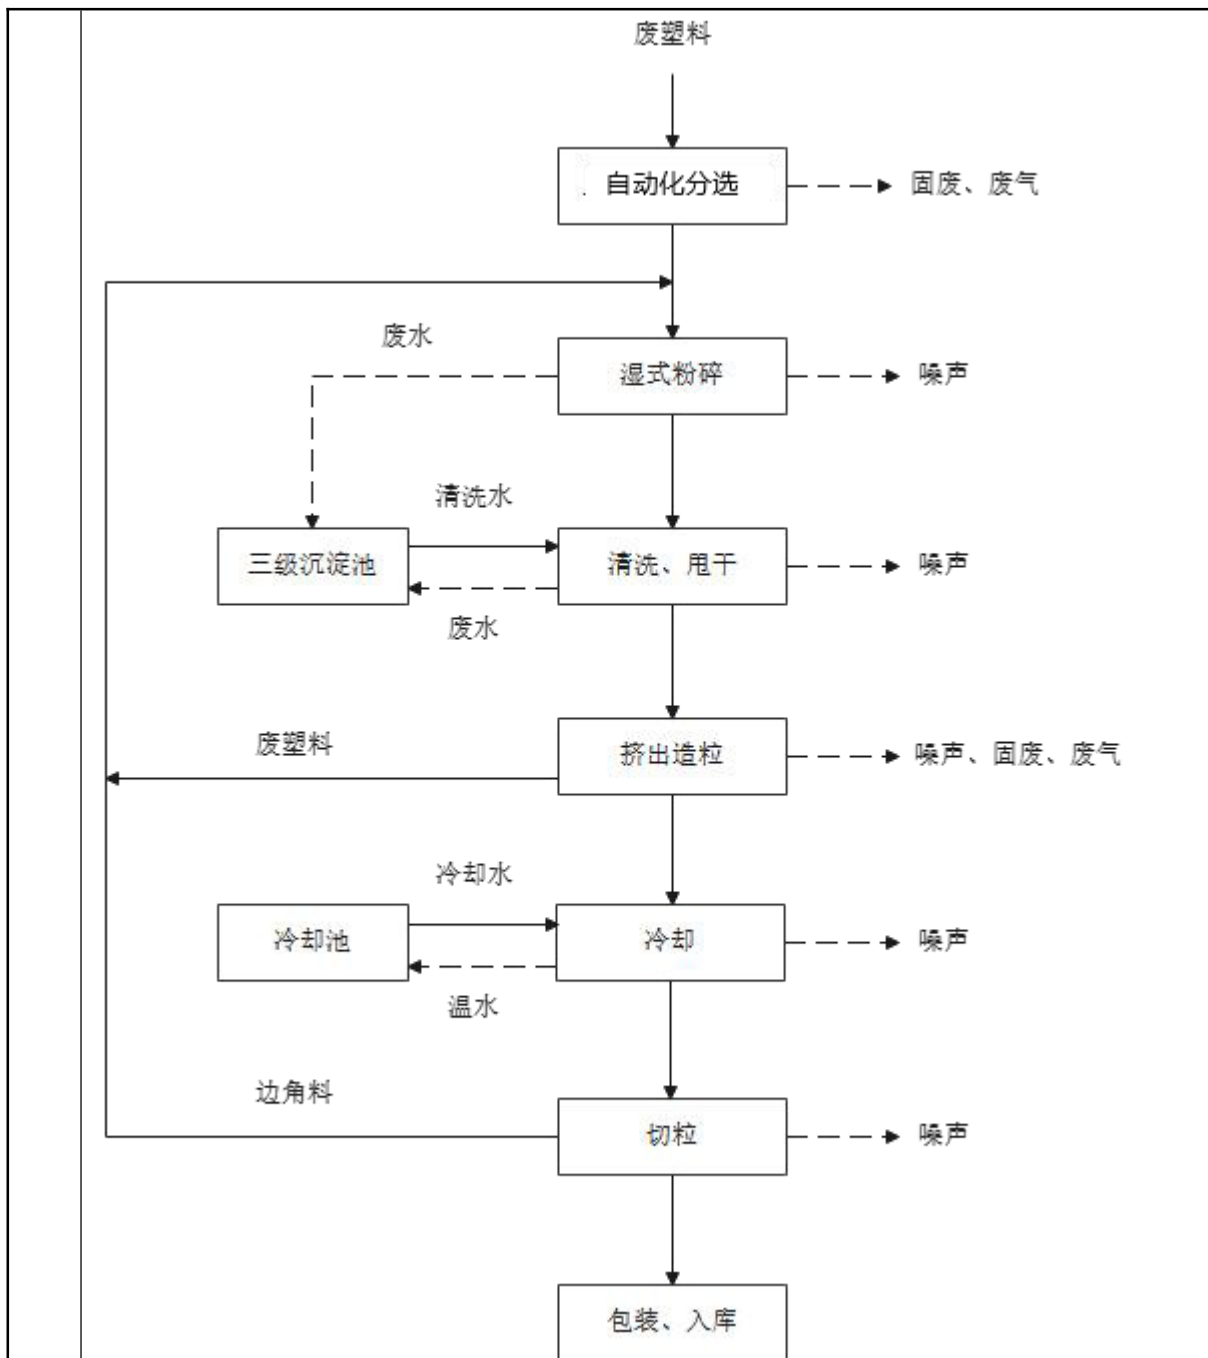 废塑料
自动化分选
固废、废气
废水
湿式粉碎
噪声
清洗水
三级沉淀池
清洗、甩干
噪声
废水
废塑料
挤出造粒
噪声、固废、废气
冷却水
冷却池
冷却
噪声
温水
边角料
切粒
噪声
包装、入库